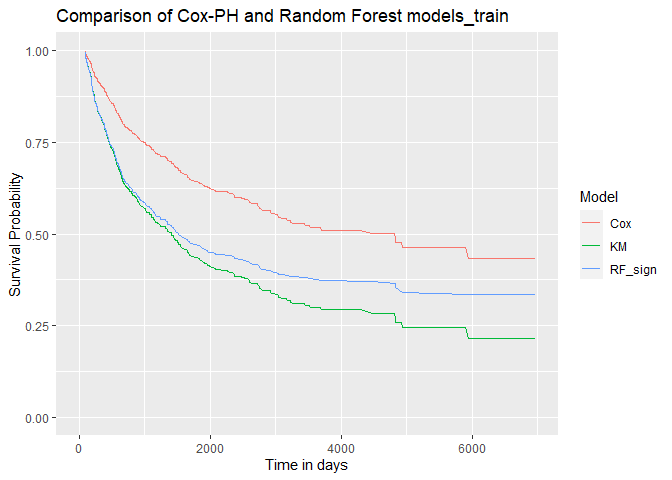 Comparison of Cox-PH and Random Forest models_train
1.00
0.75
0.50
0.25
0.00
Survival Probability
0
2000
4000
6000
Time in days
Model
Cox
KM
RF_sign